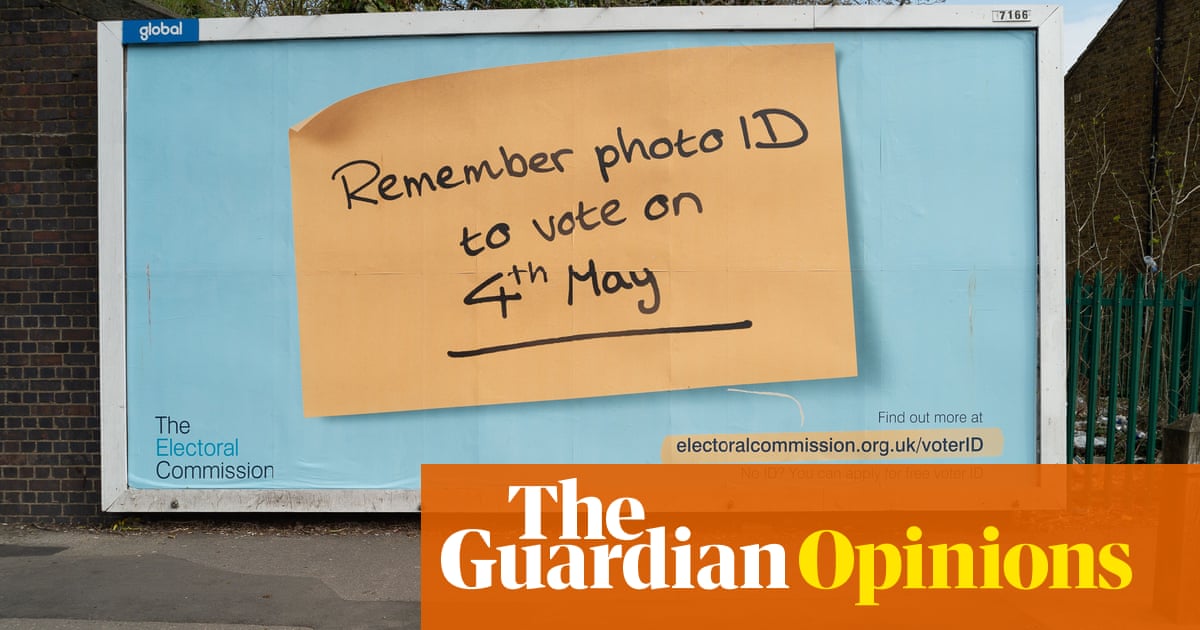 global
7166
Remember photo ID
to vote on
4th May
The
Electoral
Commission
Find out more at
electoralcommission.org.uk/voterID
No ID? You can apply for free voter ID
The
Guardian Opinions